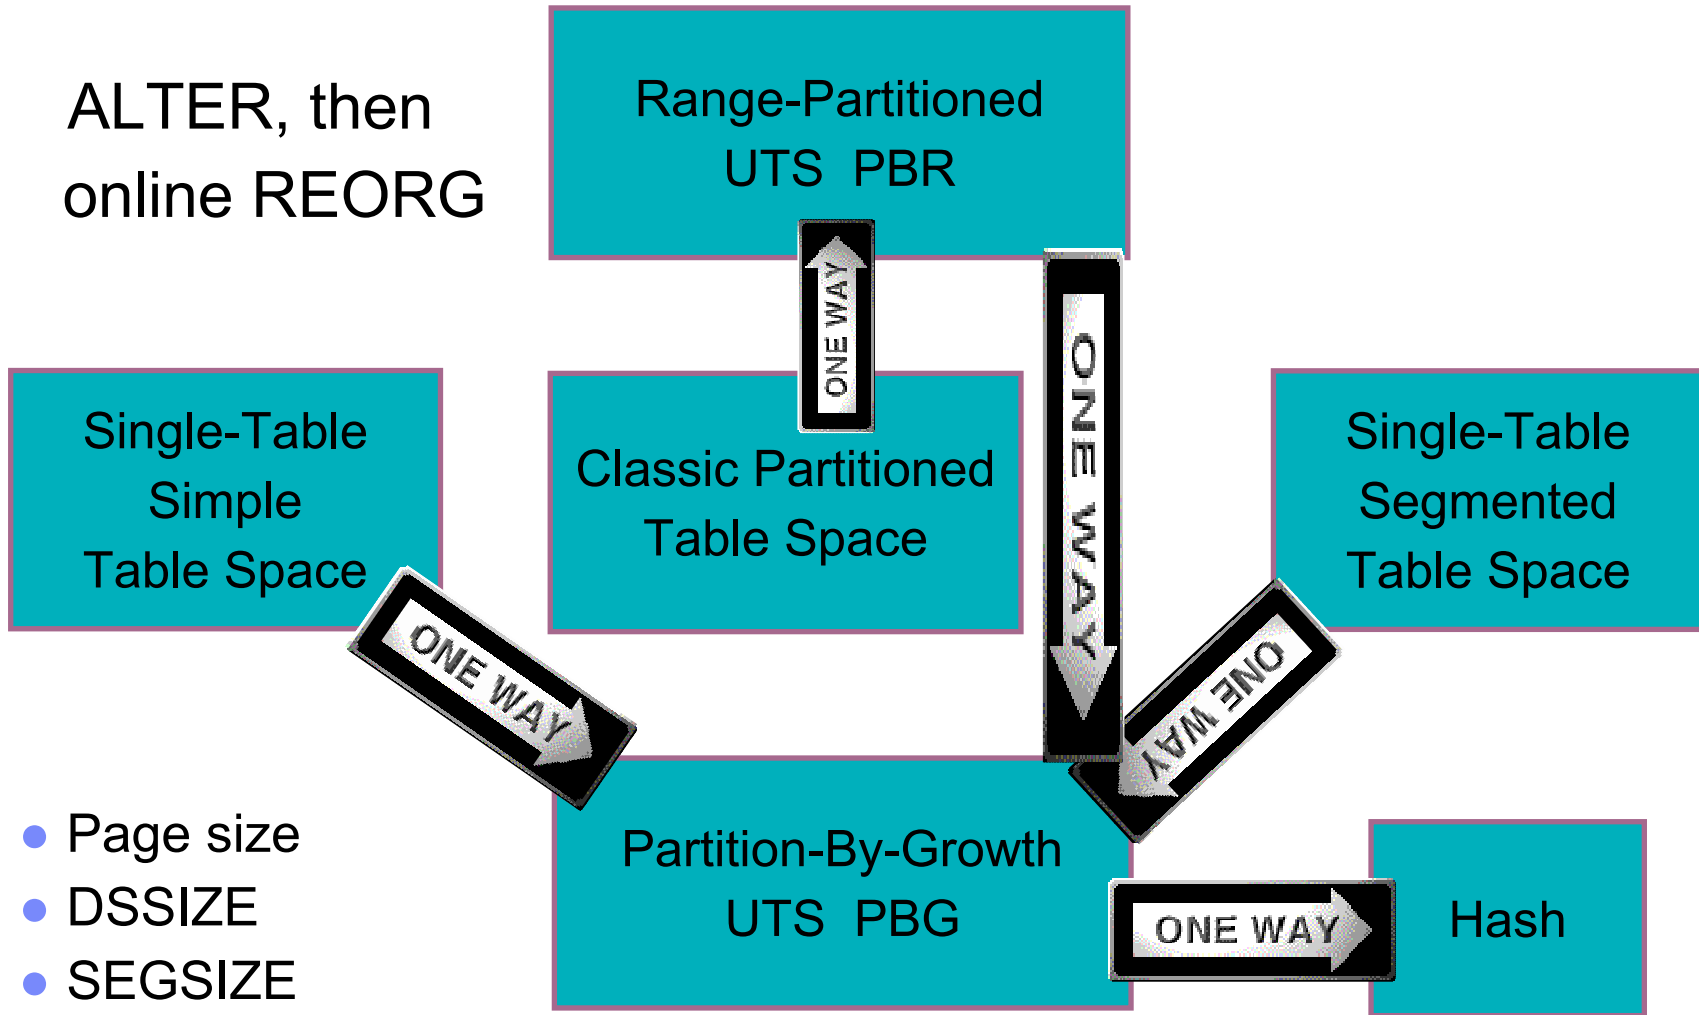 ALTER, then
online REORG
Range-Partitioned
UTS PBR
ONE WAY
ONE WAY
Single-Table
Simple
Table Space
Classic Partitioned
Table Space
Single-Table
Segmented
Table Space
ONE WAY
ONE WAY
Page size
DSSIZE
SEGSIZE
Partition-By-Growth
UTS PBG
ONE WAY
Hash